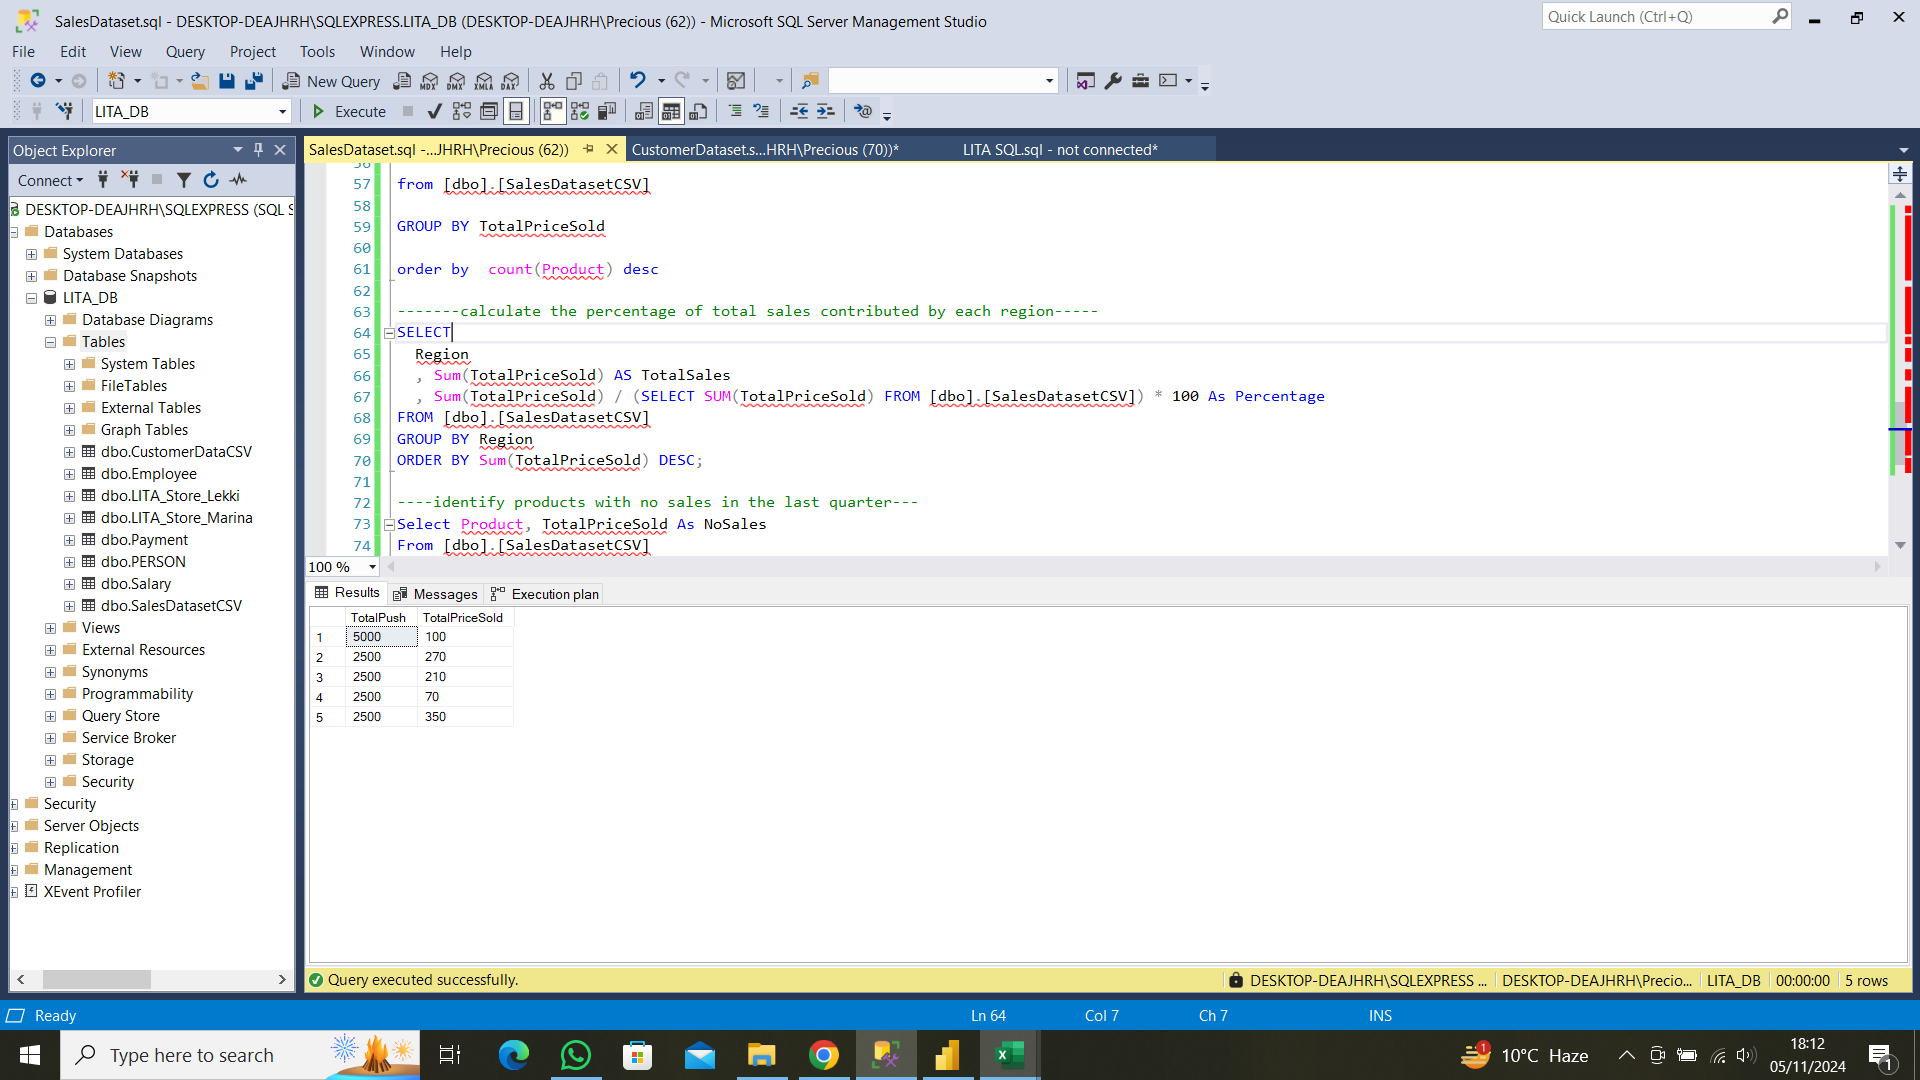 SalesDataset.sql - DESKTOP-DEAJHRH\SQLEXPRESS.LITA_DB (DESKTOP-DEAJHRH\Precious (62)) - Microsoft SQL Server Management Studio
Quick Launch (Ctrl+Q)
File Edit View Query Project Tools Window Help
New Query MDX DMX XMLA DAX
LITA_DB Execute
Object Explorer
Connect
DESKTOP-DEAJHRH\SQLEXPRESS (SQL S
Databases
System Databases
Database Snapshots
LITA_DB
Database Diagrams
Tables
System Tables
FileTables
External Tables
Graph Tables
dbo.CustomerDataCSV
dbo.Employee
dbo.LITA_Store_Lekki
dbo.LITA_Store_Marina
dbo.Payment
dbo.PERSON
dbo.Salary
dbo.SalesDatasetCSV
Views
External Resources
Synonyms
Programmability
Query Store
Service Broker
Storage
Security
Security
Server Objects
Replication
Management
XEvent Profiler
SalesDataset.sql -...JHRH\Precious (62)) CustomerDataset.s...HRH\Precious (70))* LITA SQL.sql - not connected*
56
57 from [dbo].[SalesDatasetCSV]
58
59 GROUP BY TotalPriceSold
60
61 order by  count(Product) desc
62
63 -------calculate the percentage of total sales contributed by each region-----
64 SELECT
65 Region
66 , Sum(TotalPriceSold) AS TotalSales
67 , Sum(TotalPriceSold) / (SELECT SUM(TotalPriceSold) FROM [dbo].[SalesDatasetCSV]) * 100 As Percentage
68 FROM [dbo].[SalesDatasetCSV]
69 GROUP BY Region
70 ORDER BY Sum(TotalPriceSold) DESC;
71
72 ----identify products with no sales in the last quarter---
73 Select Product, TotalPriceSold As NoSales
74 From [dbo].[SalesDatasetCSV]
100 %
Results Messages Execution plan
TotalPush TotalPriceSold
1 5000 100
2 2500 270
3 2500 210
4 2500 70
5 2500 350
Query executed successfully. DESKTOP-DEAJHRH\SQLEXPRESS ... DESKTOP-DEAJHRH\Precio... LITA_DB 00:00:00 5 rows
Ready Ln 64 Col 7 Ch 7 INS
Type here to search
1 10°C Haze
18:12
05/11/2024
1